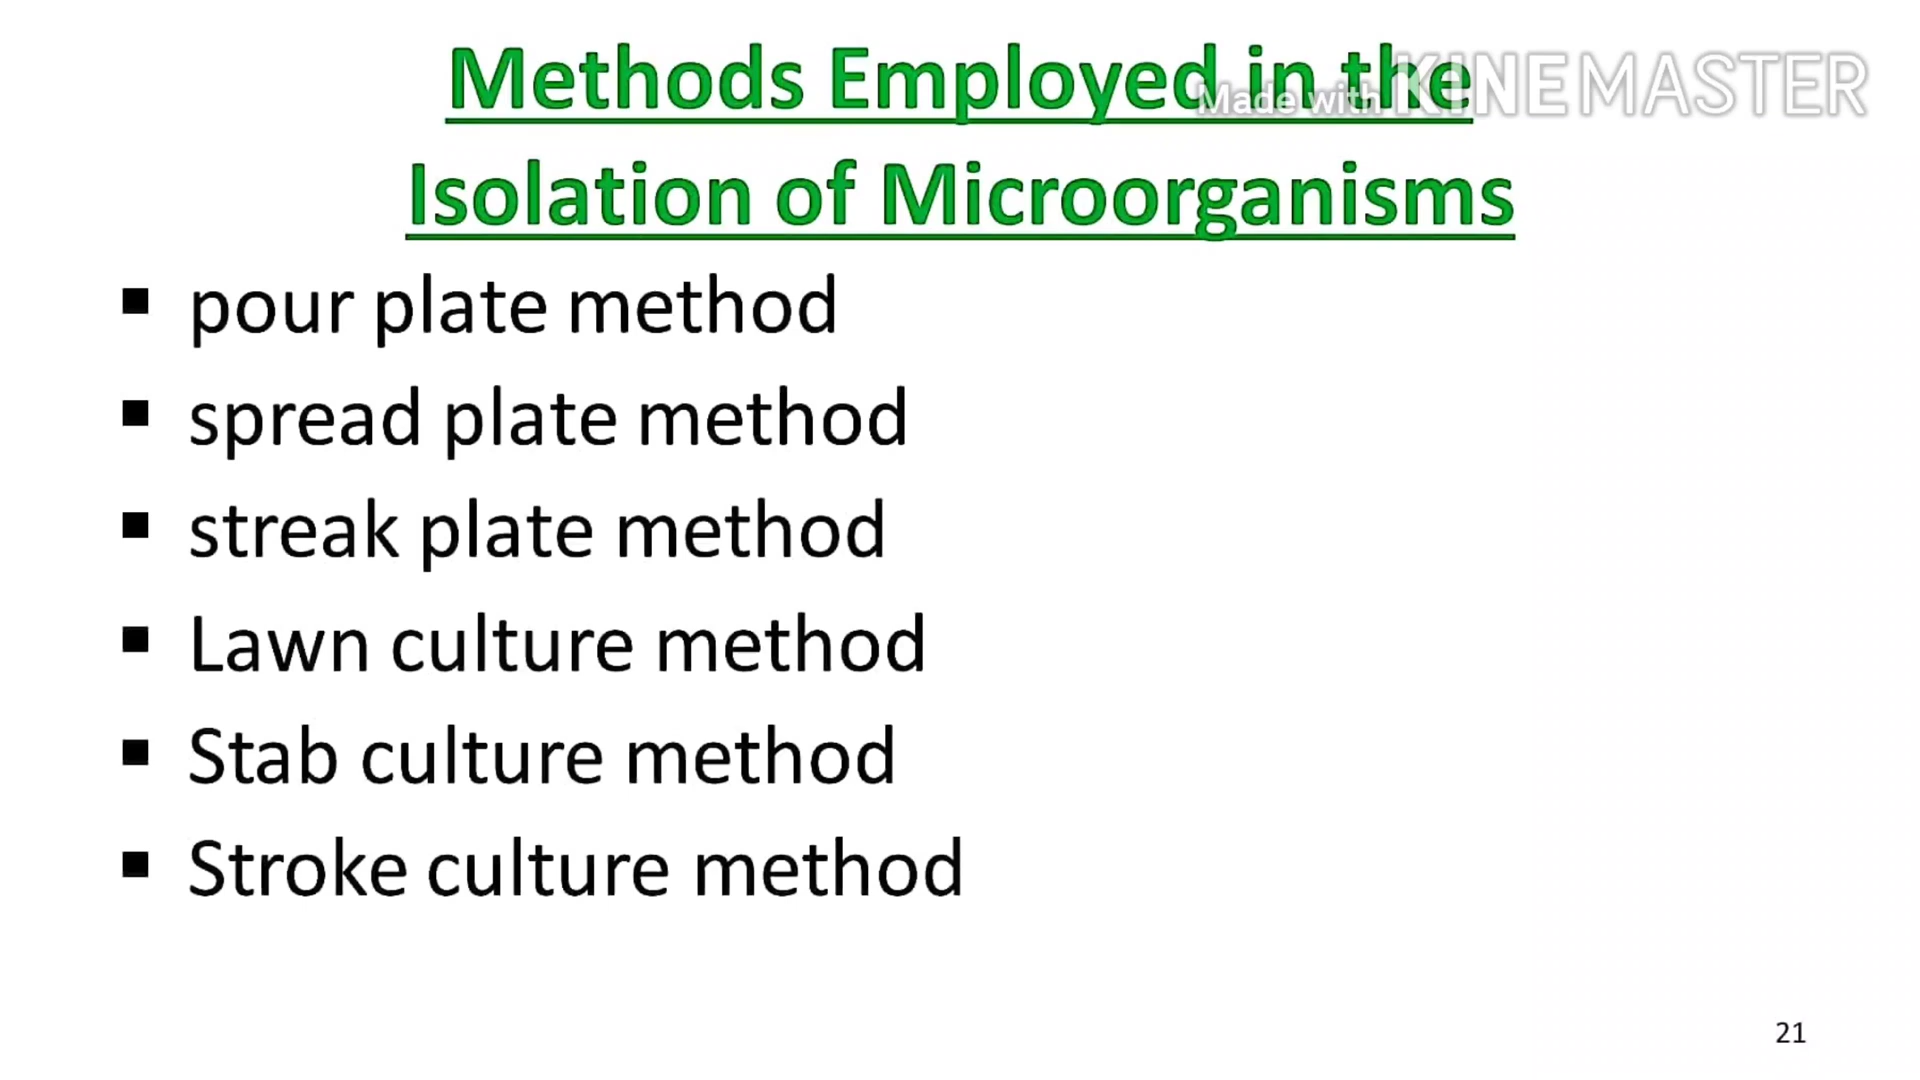 Methods Employed in the
Made with KINEMASTER
Isolation of Microorganisms
▪ pour plate method
▪ spread plate method
▪ streak plate method
▪ Lawn culture method
▪ Stab culture method
▪ Stroke culture method
21